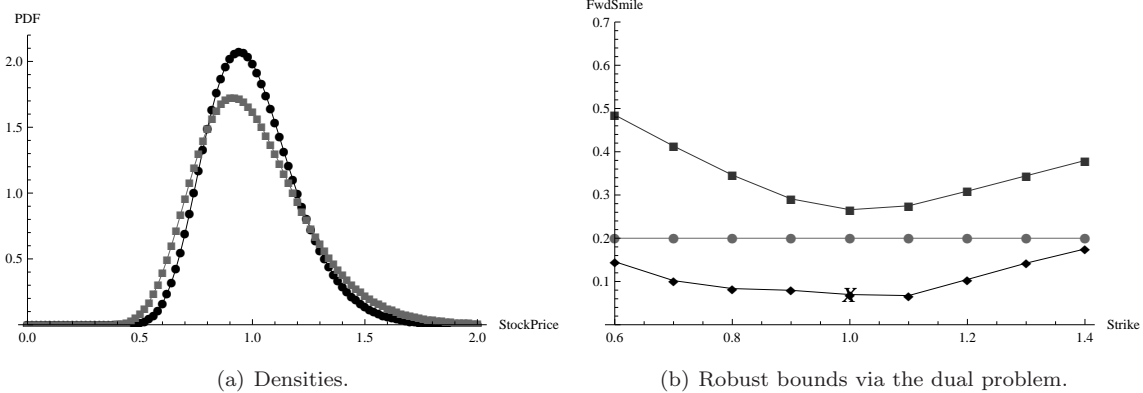 PDF
2.0
1.5
1.0
0.5
0.0 0.5 1.0 1.5 2.0
StockPrice
(a) Densities.
FwdSmile
0.7
0.5
0.4
0.3
0.2
0.1
X
0.6 0.8 1.0 1.2 1.4
Strike
(b) Robust bounds via the dual problem.